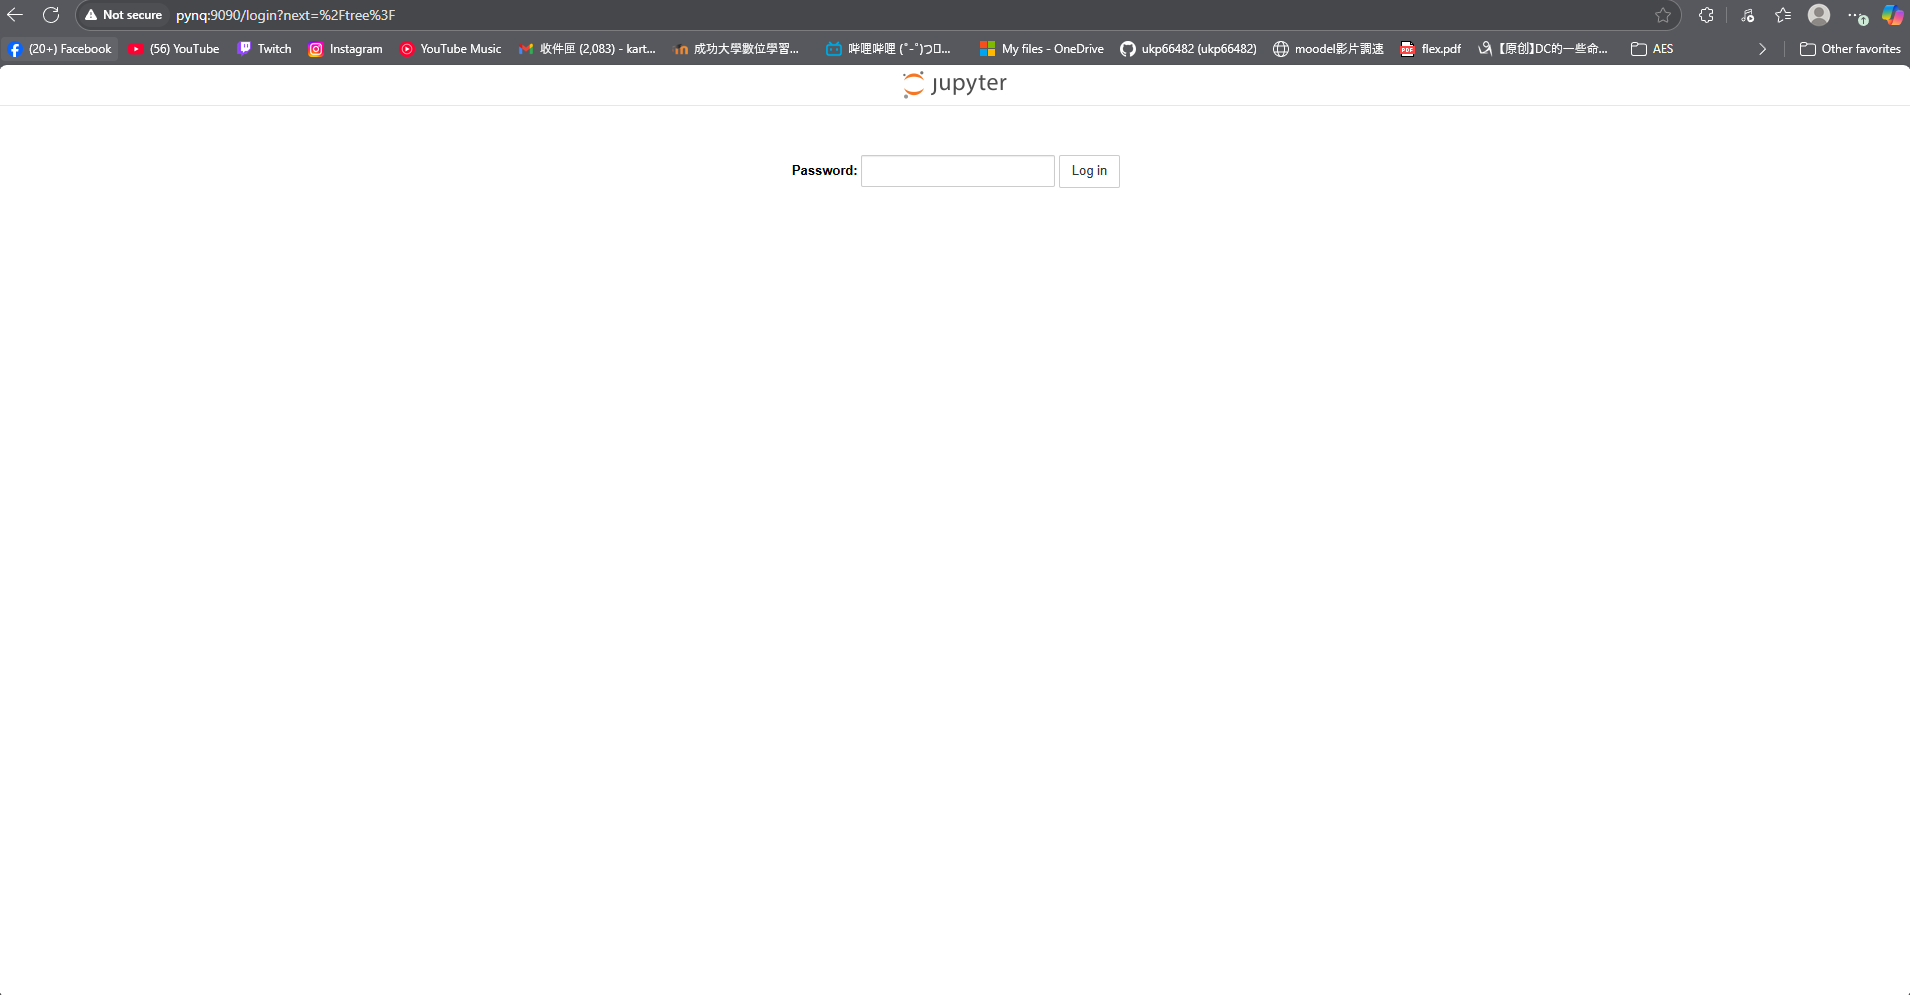 Not secure pynq:9090/login?next=%2Ftree%3F
(20+) Facebook (56) YouTube Twitch Instagram YouTube Music 收件匣 (2,083) - kart... 成功大學數位學習... 哔哩哔哩 (゜-゜)つロ... My files - OneDrive ukp66482 (ukp66482) moodel影片調速 flex.pdf 【原创】DC的一些命... AES Other favorites
jupyter
Password: Log in